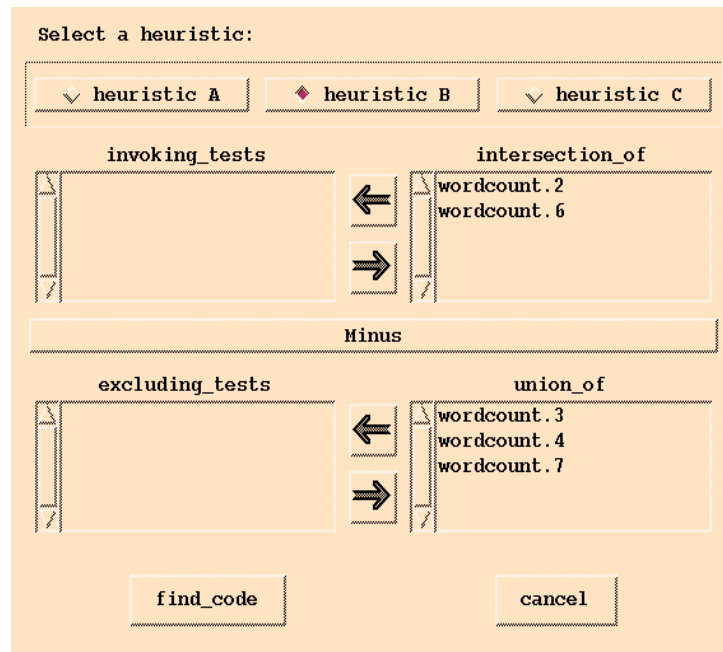 Select a heuristic:
heuristic A heuristic B heuristic C
invoking_tests intersection_of
wordcount.2
wordcount.6
Minus
excluding_tests union_of
wordcount.3
wordcount.4
wordcount.7
find_code cancel